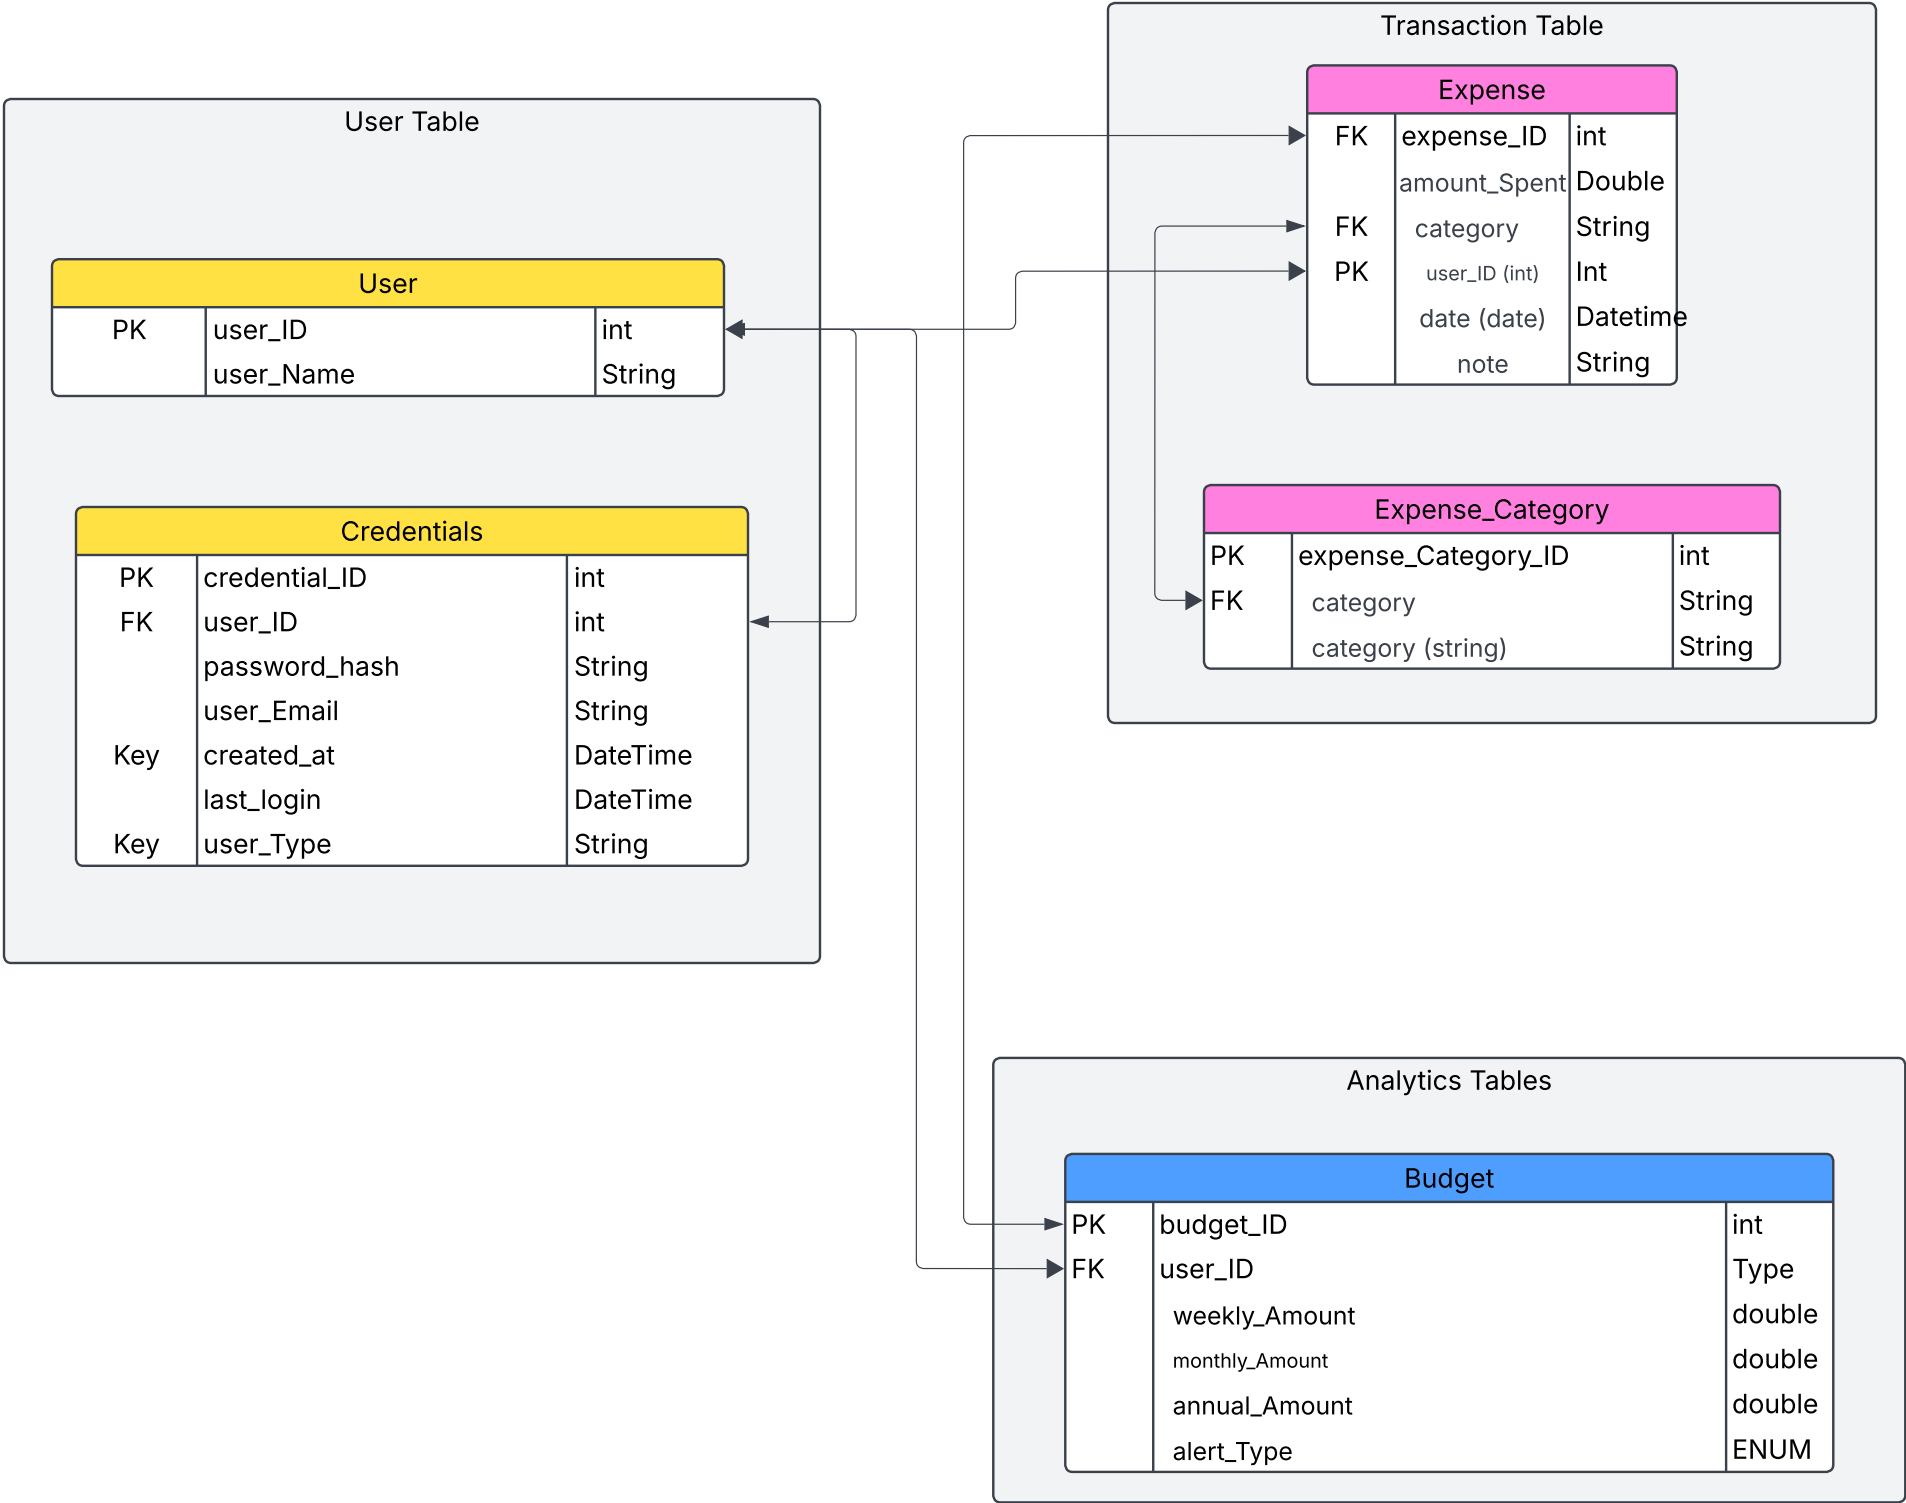 User Table
User
PK user_ID int
user_Name String
Credentials
PK credential_ID int
FK user_ID int
password_hash String
user_Email String
Key created_at DateTime
last_login DateTime
Key user_Type String
Transaction Table
Expense
FK expense_ID int
amount_Spent Double
FK category String
PK user_ID (int) Int
date (date) Datetime
note String
Expense_Category
PK expense_Category_ID int
FK category String
category (string) String
Analytics Tables
Budget
PK budget_ID int
FK user_ID Type
weekly_Amount double
monthly_Amount double
annual_Amount double
alert_Type ENUM